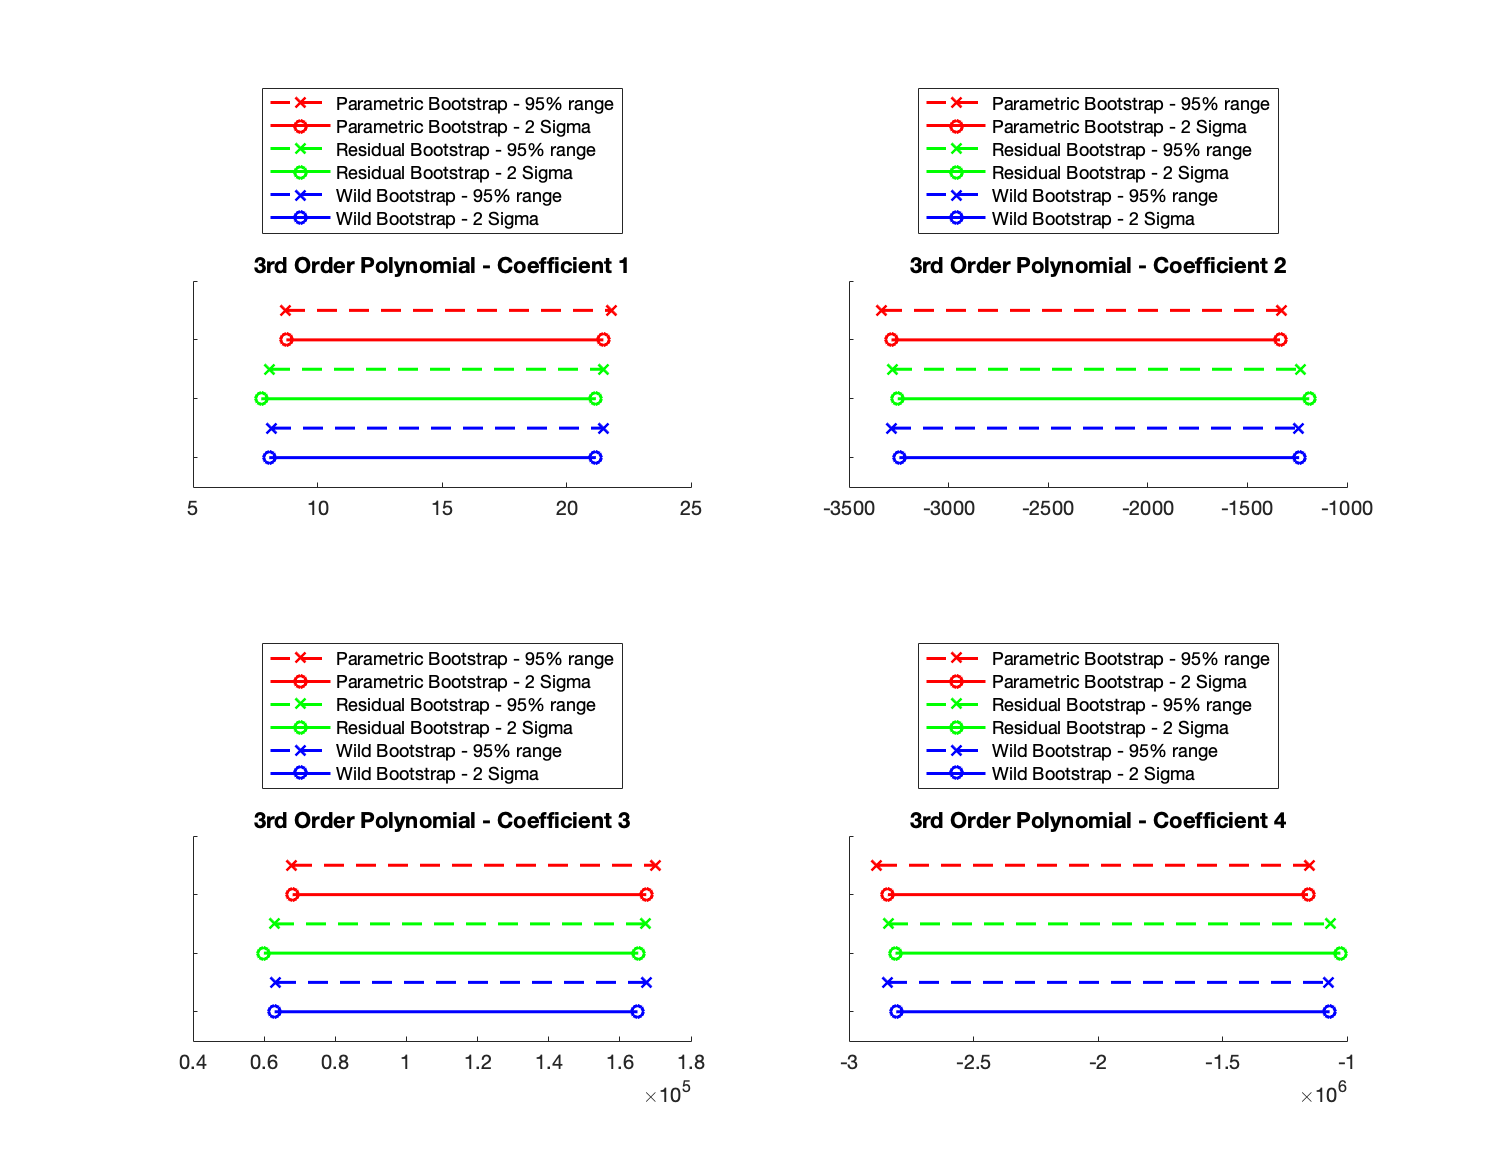 Parametric Bootstrap - 95% range
Parametric Bootstrap - 2 Sigma
Residual Bootstrap - 95% range
Residual Bootstrap - 2 Sigma
Wild Bootstrap - 95% range
Wild Bootstrap - 2 Sigma
3rd Order Polynomial - Coefficient 1
5 10 15 20 25
Parametric Bootstrap - 95% range
Parametric Bootstrap - 2 Sigma
Residual Bootstrap - 95% range
Residual Bootstrap - 2 Sigma
Wild Bootstrap - 95% range
Wild Bootstrap - 2 Sigma
3rd Order Polynomial - Coefficient 2
-3500 -3000 -2500 -2000 -1500 -1000
Parametric Bootstrap - 95% range
Parametric Bootstrap - 2 Sigma
Residual Bootstrap - 95% range
Residual Bootstrap - 2 Sigma
Wild Bootstrap - 95% range
Wild Bootstrap - 2 Sigma
3rd Order Polynomial - Coefficient 3
0.4 0.6 0.8 1 1.2 1.4 1.6 1.8
×10⁵
Parametric Bootstrap - 95% range
Parametric Bootstrap - 2 Sigma
Residual Bootstrap - 95% range
Residual Bootstrap - 2 Sigma
Wild Bootstrap - 95% range
Wild Bootstrap - 2 Sigma
3rd Order Polynomial - Coefficient 4
-3 -2.5 -2 -1.5 -1
×10⁶